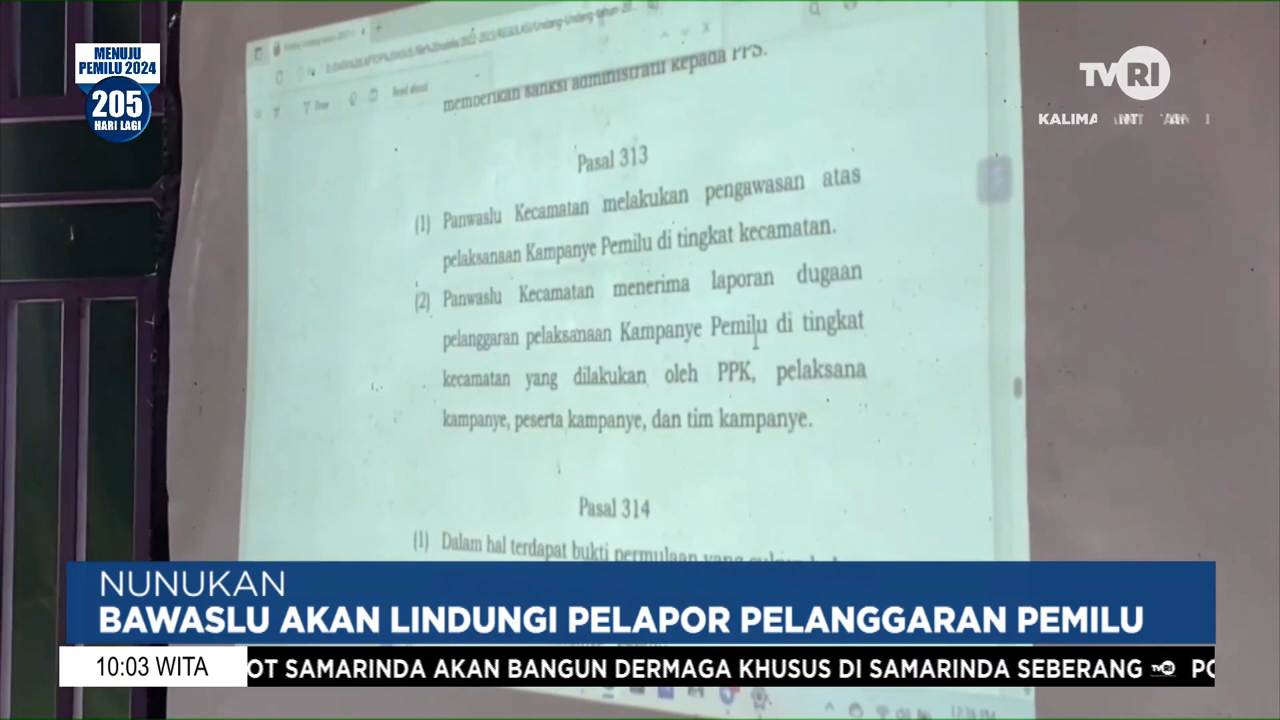 MENUJU
PEMILU 2024
205
HARI LAGI
TVRI
memberikan sanksi administratif kepada PPS.
Pasal 313
(1) Panwaslu Kecamatan melakukan pengawasan atas
pelaksanaan Kampanye Pemilu di tingkat kecamatan.
(2) Panwaslu Kecamatan menerima laporan dugaan
pelanggaran pelaksanaan Kampanye Pemilu di tingkat
kecamatan yang dilakukan oleh PPK, pelaksana
kampanye, peserta kampanye, dan tim kampanye.
Pasal 314
(1) Dalam hal terdapat bukti permulaan yang
NUNUKAN
BAWASLU AKAN LINDUNGI PELAPOR PELANGGARAN PEMILU
10:03 WITA
OT SAMARINDA AKAN BANGUN DERMAGA KHUSUS DI SAMARINDA SEBERANG TVRI